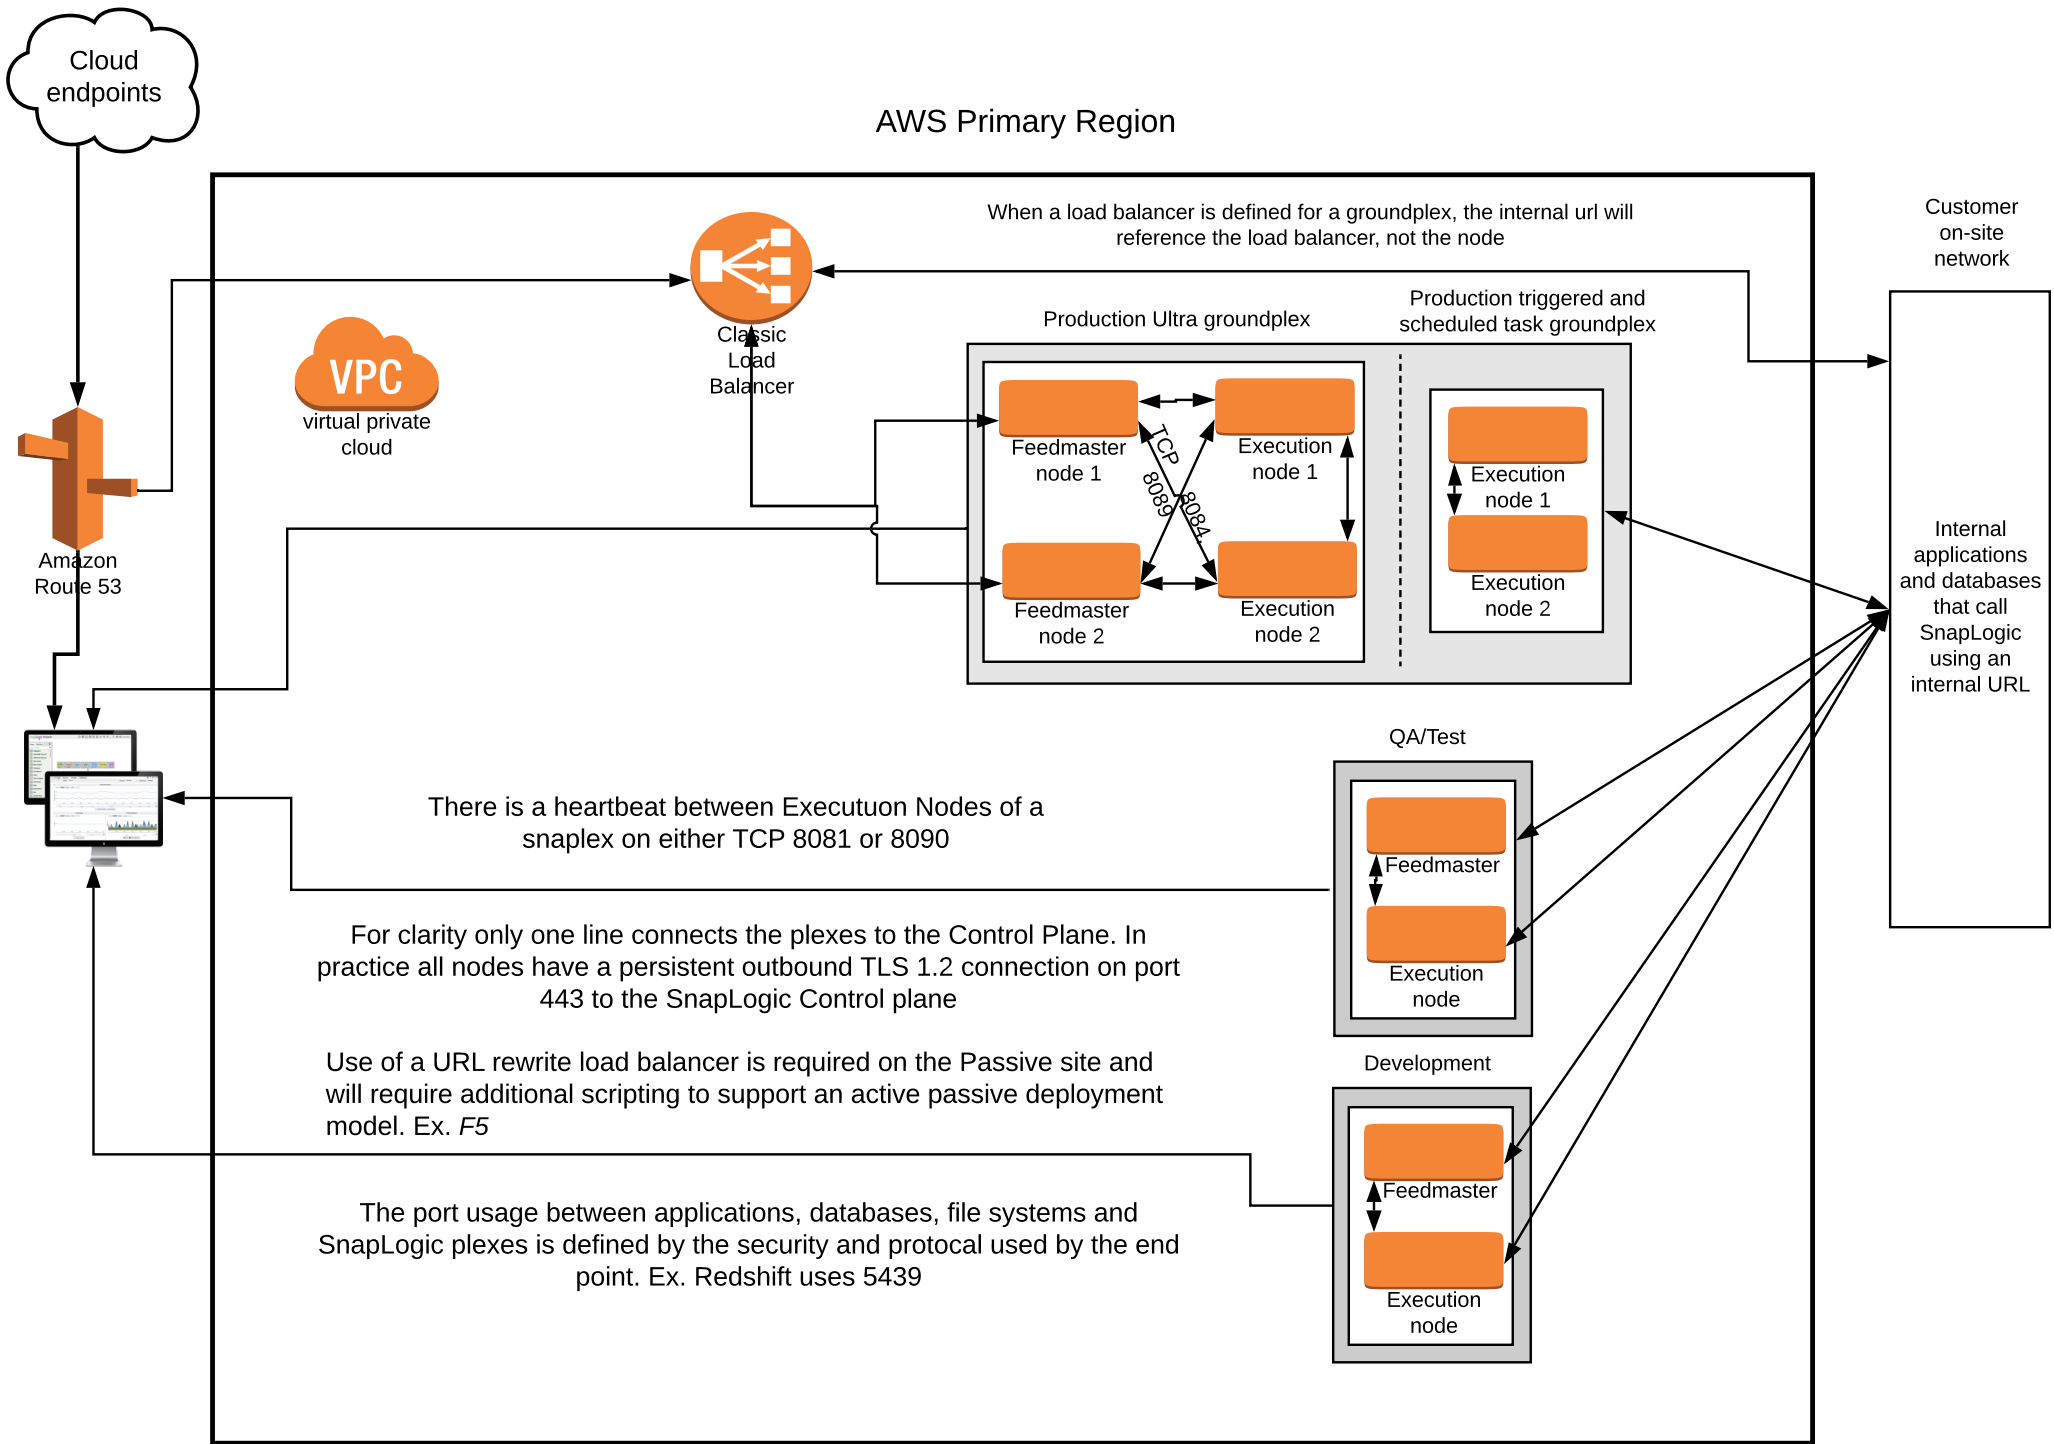 Cloud
endpoints
AWS Primary Region
When a load balancer is defined for a groundplex, the internal url will
reference the load balancer, not the node
Customer
on-site
network
Classic
Load
Balancer
VPC
virtual private
cloud
Production Ultra groundplex
Production triggered and
scheduled task groundplex
Feedmaster
node 1
Execution
node 1
TCP
8089
8084,
Feedmaster
node 2
Execution
node 2
Execution
node 1
Execution
node 2
Amazon
Route 53
Internal
applications
and databases
that call
SnapLogic
using an
internal URL
QA/Test
Feedmaster
Execution
node
There is a heartbeat between Executuon Nodes of a
snaplex on either TCP 8081 or 8090
For clarity only one line connects the plexes to the Control Plane. In
practice all nodes have a persistent outbound TLS 1.2 connection on port
443 to the SnapLogic Control plane
Use of a URL rewrite load balancer is required on the Passive site and
will require additional scripting to support an active passive deployment
model. Ex. F5
Development
Feedmaster
Execution
node
The port usage between applications, databases, file systems and
SnapLogic plexes is defined by the security and protocal used by the end
point. Ex. Redshift uses 5439